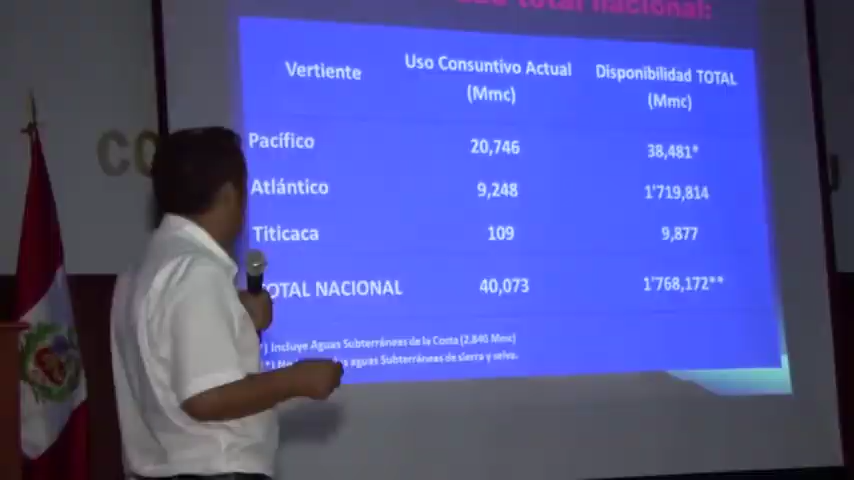 total nacional:
Vertiente Uso Consuntivo Actual (Mmc) Disponibilidad TOTAL (Mmc)
Pacífico 20,746 38,481*
Atlántico 9,248 1'719,814
Titicaca 109 9,877
OTAL NACIONAL 40,073 1'768,172**
*) Incluye Aguas Subterráneas de la Costa (2,840 Mmc)
*) No aguas Subterráneas de sierra y selva.
CO